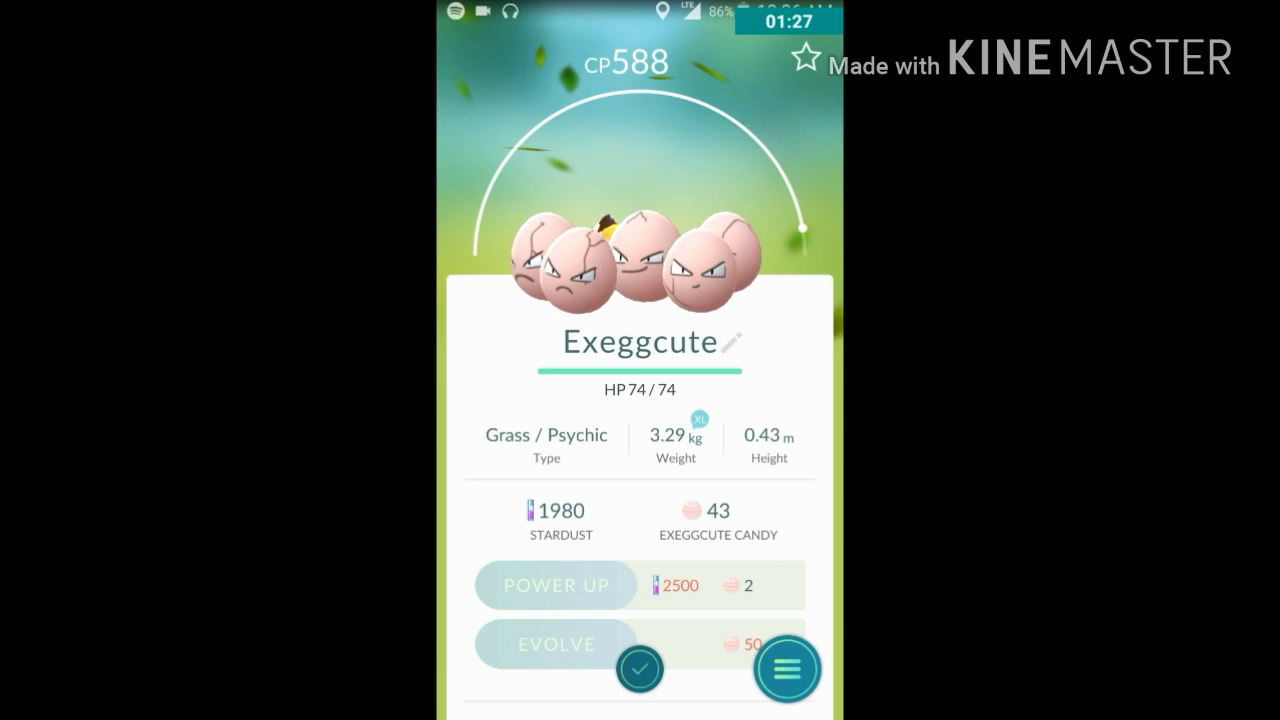 LTE
86%
01:27
CP588
Made with KINEMASTER
Exeggcute
HP 74 / 74
XL
Grass / Psychic
3.29 kg
0.43 m
Type
Weight
Height
1980
43
STARDUST
EXEGGCUTE CANDY
POWER UP
2500
2
EVOLVE
50